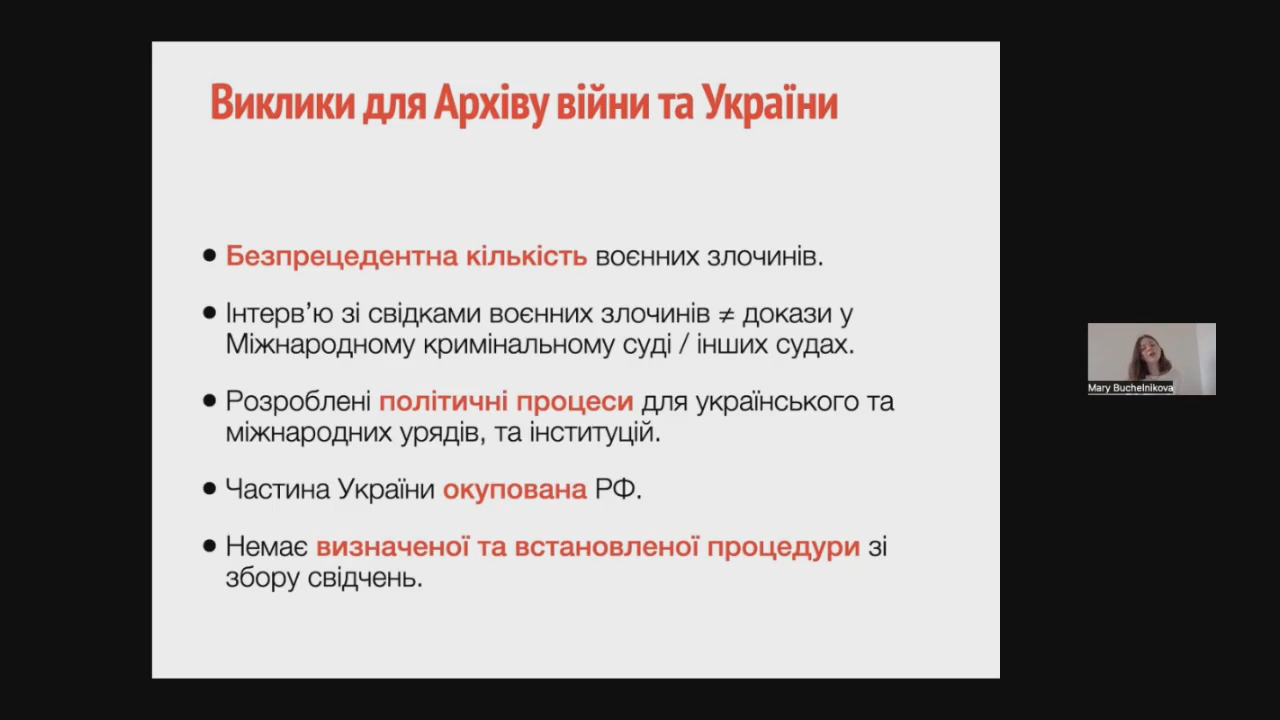 Виклики для Архіву війни та України
● Безпрецедентна кількість воєнних злочинів.
● Інтерв’ю зі свідками воєнних злочинів ≠ докази у
Міжнародному кримінальному суді / інших судах.
● Розроблені політичні процеси для українського та
міжнародних урядів, та інституцій.
● Частина України окупована РФ.
● Немає визначеної та встановленої процедури зі
збору свідчень.
Mary Buchelnikova